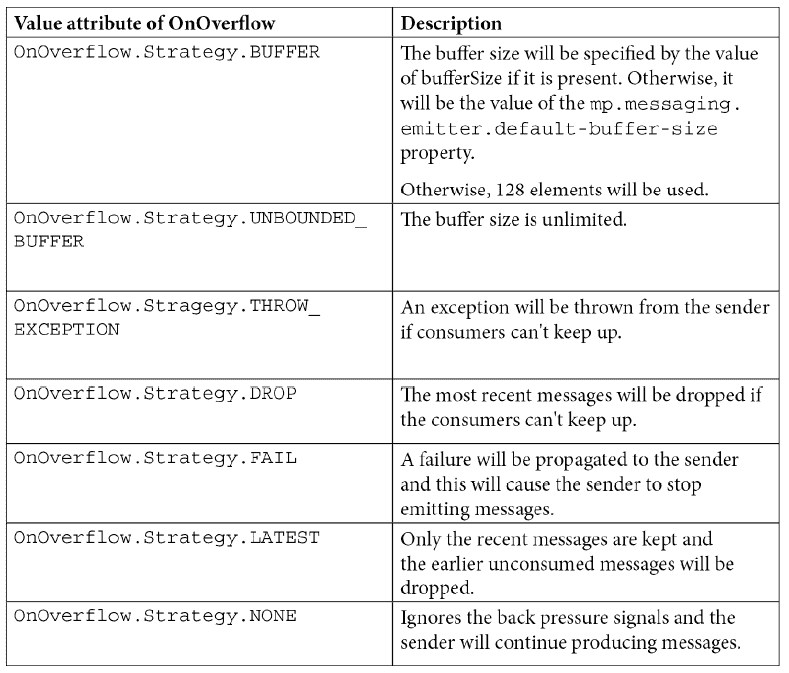 Value attribute of OnOverflow
Description
OnOverflow.Strategy.BUFFER
The buffer size will be specified by the value
of bufferSize if it is present. Otherwise, it
will be the value of the mp.messaging.
emitter.default-buffer-size
property.
Otherwise, 128 elements will be used.
OnOverflow.Strategy.UNBOUNDED_
BUFFER
The buffer size is unlimited.
OnOverflow.Stragegy.THROW_
EXCEPTION
An exception will be thrown from the sender
if consumers can't keep up.
OnOverflow.Strategy.DROP
The most recent messages will be dropped if
the consumers can't keep up.
OnOverflow.Strategy.FAIL
A failure will be propagated to the sender
and this will cause the sender to stop
emitting messages.
OnOverflow.Strategy.LATEST
Only the recent messages are kept and
the earlier unconsumed messages will be
dropped.
OnOverflow.Strategy.NONE
Ignores the back pressure signals and the
sender will continue producing messages.